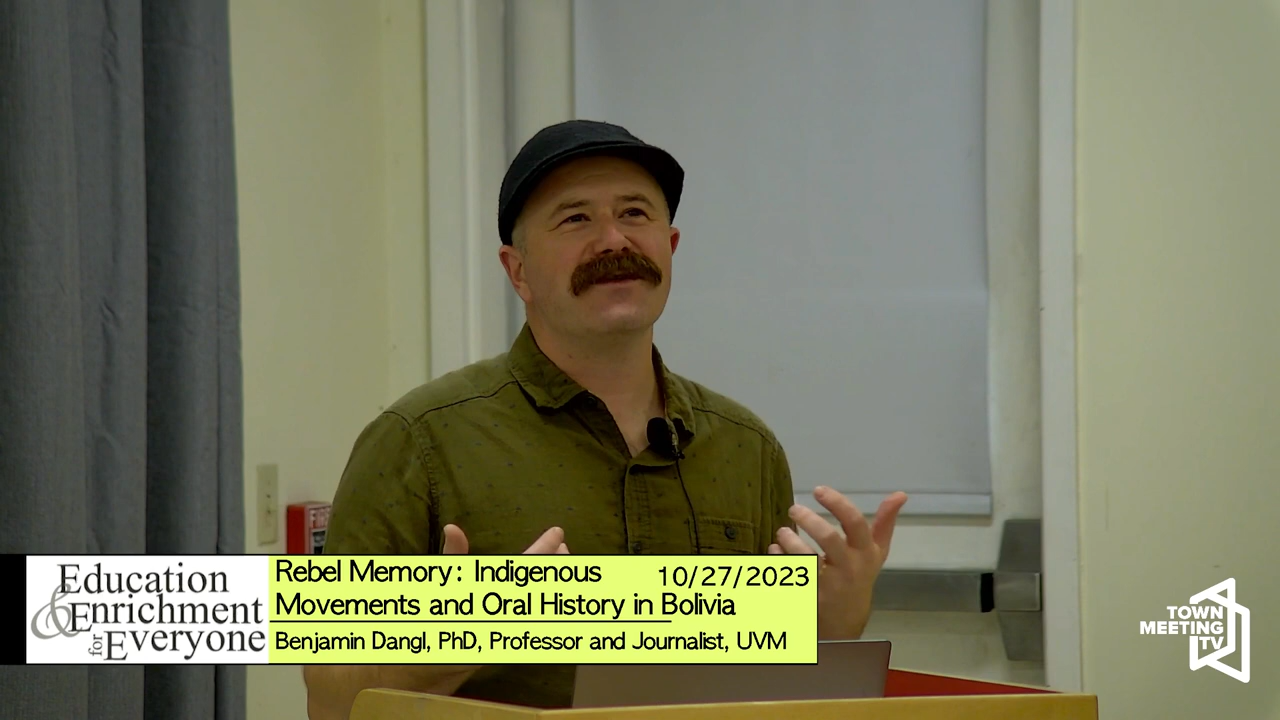 FIRE
Education
& Enrichment
for Everyone
Rebel Memory: Indigenous 10/27/2023
Movements and Oral History in Bolivia
Benjamin Dangl, PhD, Professor and Journalist, UVM
TOWN
MEETING
TV